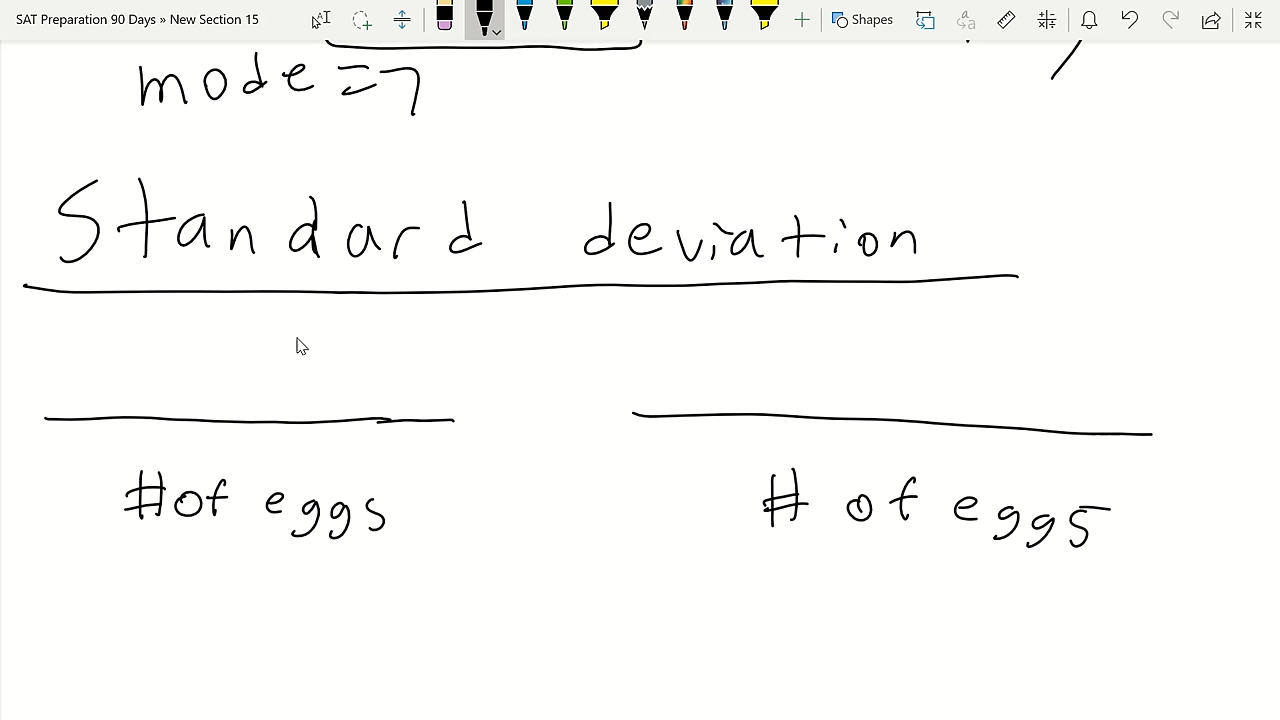 SAT Preparation 90 Days » New Section 15
Shapes
mode=7
Standard deviation
#of eggs
# of eggs